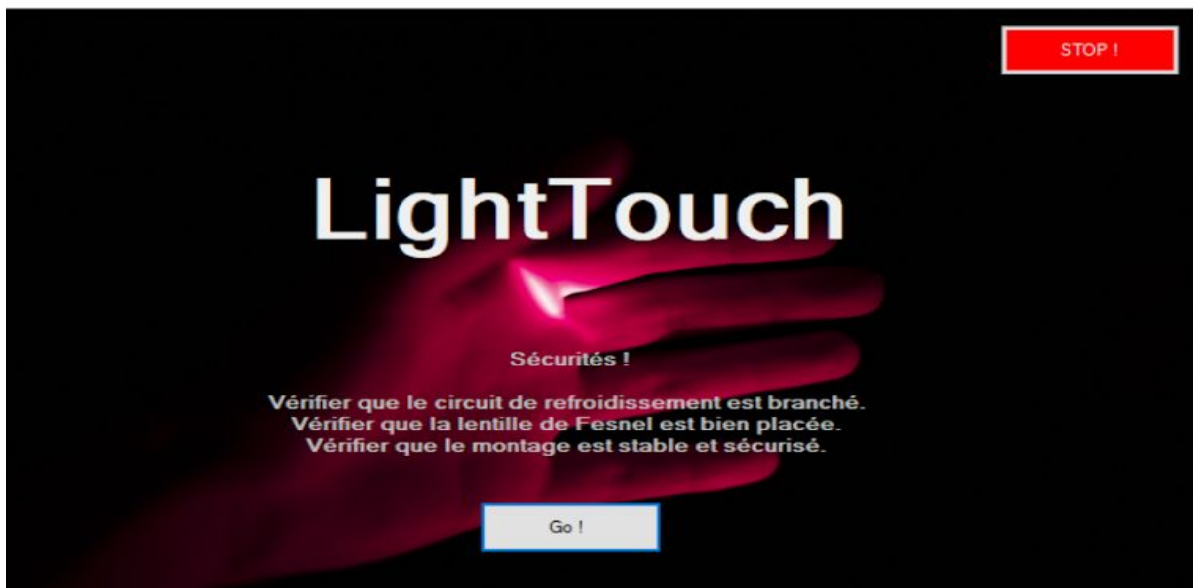 STOP !
LightTouch
Sécurités !
Vérifier que le circuit de refroidissement est branché.
Vérifier que la lentille de Fesnel est bien placée.
Vérifier que le montage est stable et sécurisé.
Go !